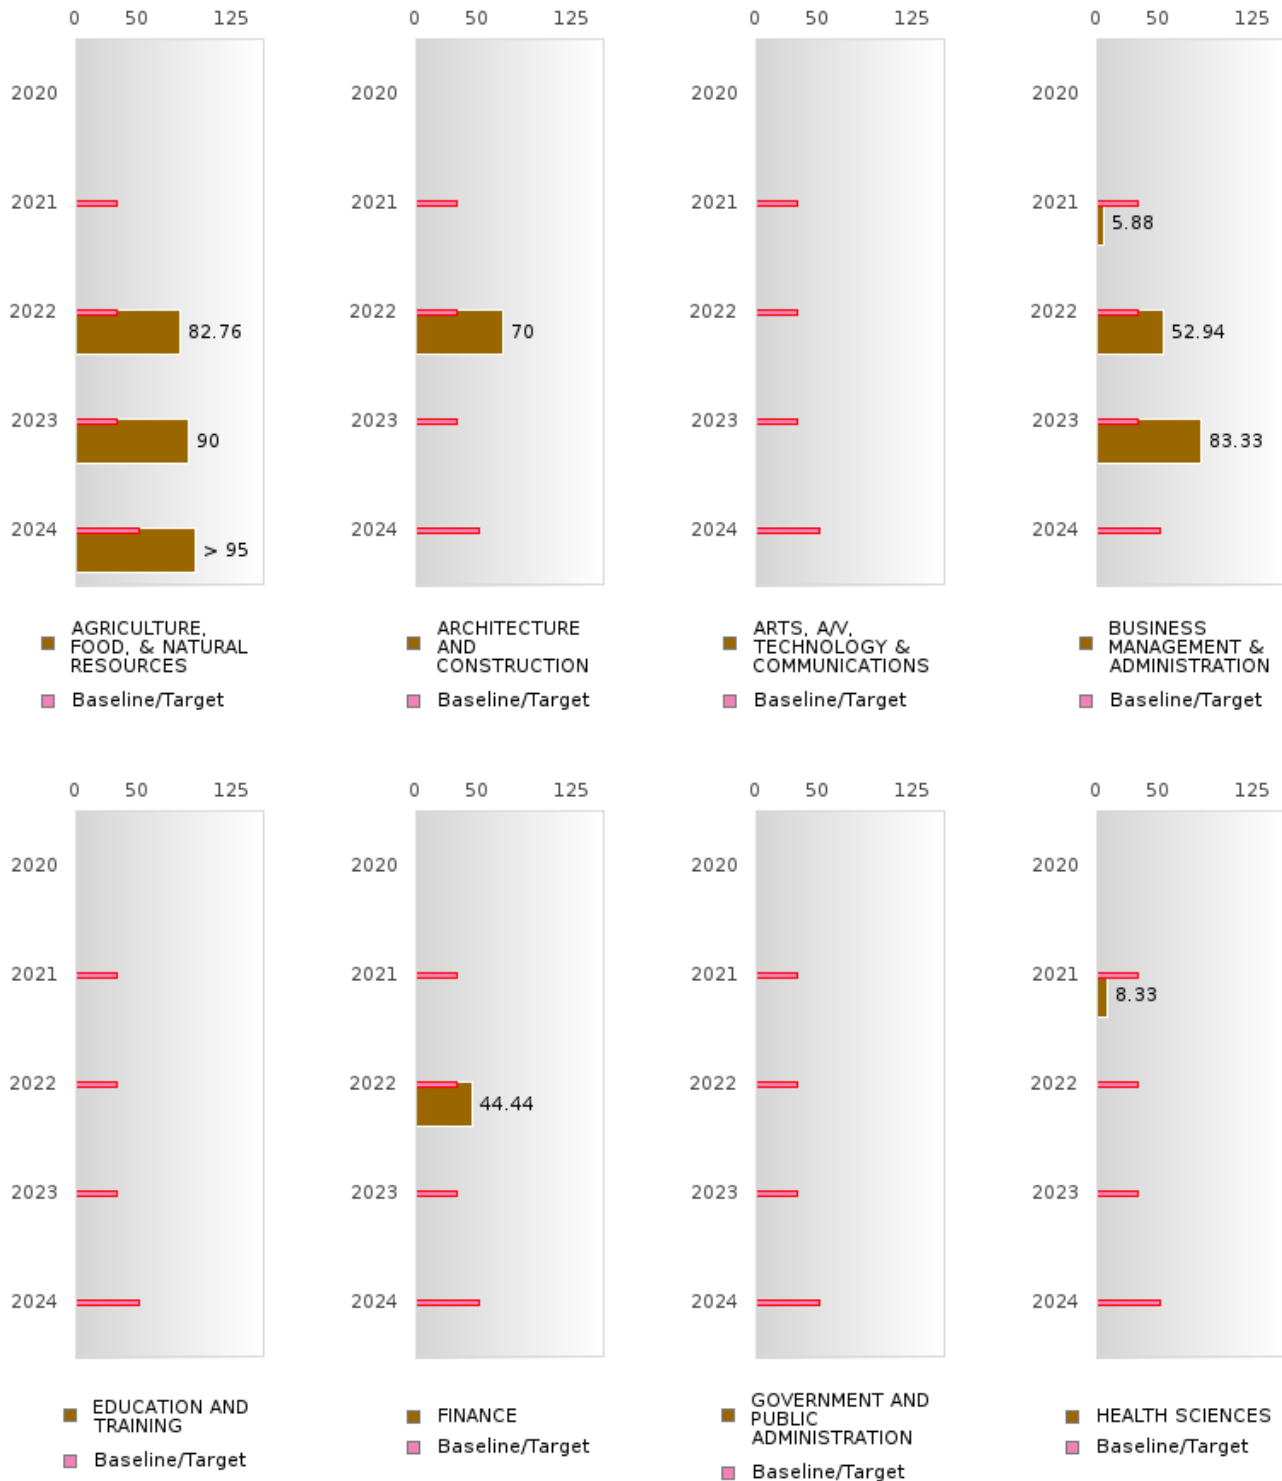 0 50 125
0 50 125
0 50 125
0 50 125
2020
2021
2022
82.76
2023
90
2024
> 95
AGRICULTURE,
FOOD, & NATURAL
RESOURCES
Baseline/Target
2020
2021
2022
70
2023
2024
ARCHITECTURE
AND
CONSTRUCTION
Baseline/Target
2020
2021
2022
2023
2024
ARTS, A/V,
TECHNOLOGY &
COMMUNICATIONS
Baseline/Target
2020
2021
5.88
2022
52.94
2023
83.33
2024
BUSINESS
MANAGEMENT &
ADMINISTRATION
Baseline/Target
0 50 125
0 50 125
0 50 125
0 50 125
2020
2021
2022
2023
2024
EDUCATION AND
TRAINING
Baseline/Target
2020
2021
2022
44.44
2023
2024
FINANCE
Baseline/Target
2020
2021
2022
2023
2024
GOVERNMENT AND
PUBLIC
ADMINISTRATION
Baseline/Target
2020
2021
8.33
2022
2023
2024
HEALTH SCIENCES
Baseline/Target